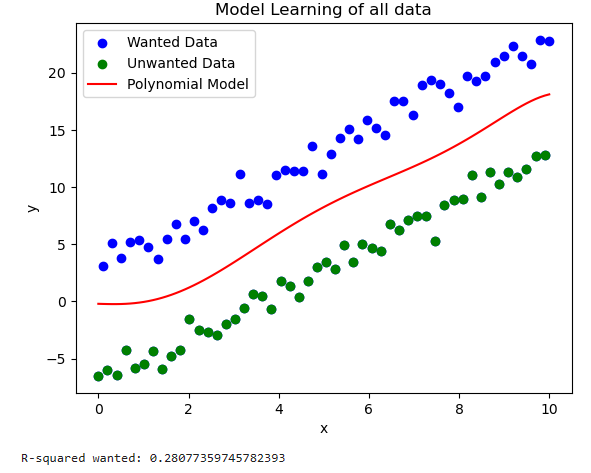 Model Learning of all data
Wanted Data
Unwanted Data
Polynomial Model
20
15
10
5
0
−5
y
0 2 4 6 8 10
x
R-squared wanted: 0.28077359745782393